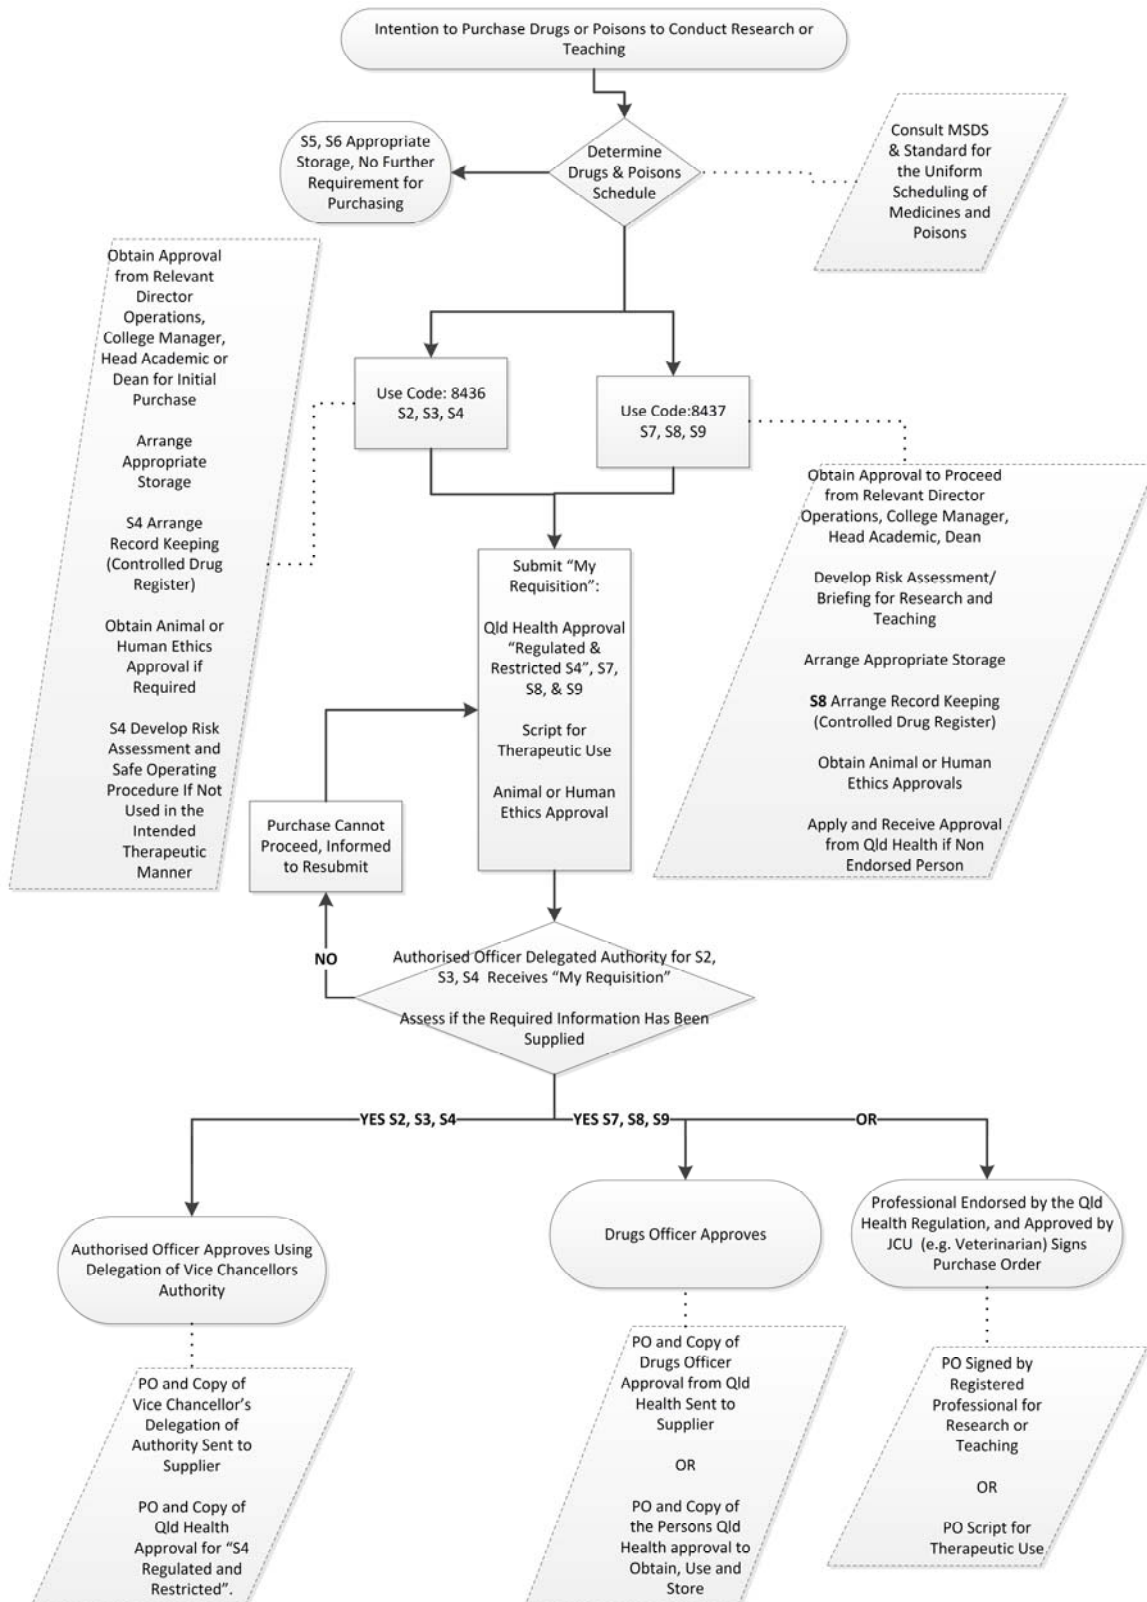 Intention to Purchase Drugs or Poisons to Conduct Research or
Teaching
S5, S6 Appropriate
Storage, No Further
Requirement for
Purchasing
Determine
Drugs & Poisons
Schedule
Consult MSDS
& Standard for
the Uniform
Scheduling of
Medicines and
Poisons
Obtain Approval
from Relevant
Director
Operations,
College Manager,
Head Academic or
Dean for Initial
Purchase
Arrange
Appropriate
Storage
S4 Arrange
Record Keeping
(Controlled Drug
Register)
Obtain Animal or
Human Ethics
Approval if
Required
S4 Develop Risk
Assessment and
Safe Operating
Procedure If Not
Used in the
Intended
Therapeutic
Manner
Use Code: 8436
S2, S3, S4
Use Code:8437
S7, S8, S9
Obtain Approval to Proceed
from Relevant Director
Operations, College Manager,
Head Academic, Dean
Develop Risk Assessment/
Briefing for Research and
Teaching
Arrange Appropriate Storage
S8 Arrange Record Keeping
(Controlled Drug Register)
Obtain Animal or Human
Ethics Approvals
Apply and Receive Approval
from Qld Health if Non
Endorsed Person
Submit “My
Requisition”:
Qld Health Approval
“Regulated &
Restricted S4”, S7,
S8, & S9
Script for
Therapeutic Use
Animal or Human
Ethics Approval
Purchase Cannot
Proceed, Informed
to Resubmit
NO
Authorised Officer Delegated Authority for S2,
S3, S4 Receives “My Requisition”
Assess if the Required Information Has Been
Supplied
YES S2, S3, S4
YES S7, S8, S9
OR
Authorised Officer Approves Using
Delegation of Vice Chancellors
Authority
Drugs Officer Approves
Professional Endorsed by the Qld
Health Regulation, and Approved by
JCU (e.g. Veterinarian) Signs
Purchase Order
PO and Copy of
Vice Chancellor’s
Delegation of
Authority Sent to
Supplier
PO and Copy of
Qld Health
Approval for “S4
Regulated and
Restricted”.
PO and Copy of
Drugs Officer
Approval from Qld
Health Sent to
Supplier
OR
PO and Copy of
the Persons Qld
Health approval to
Obtain, Use and
Store
PO Signed by
Registered
Professional for
Research or
Teaching
OR
PO Script for
Therapeutic Use